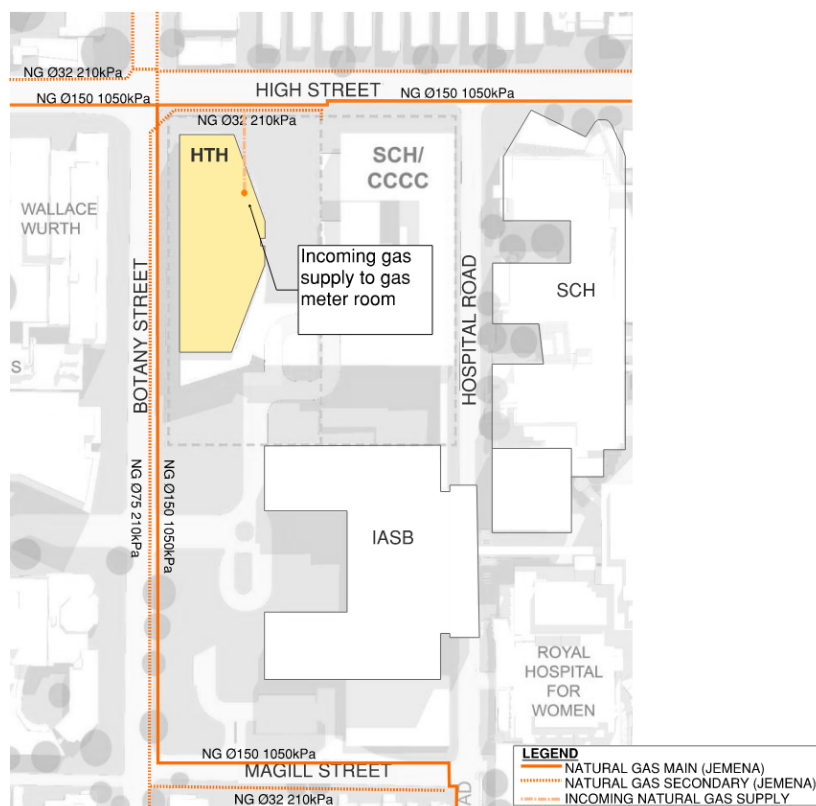 NG Ø32 210kPa
HIGH STREET
NG Ø150 1050kPa
NG Ø150 1050kPa
NG Ø32 210kPa
HTH
SCH/
CCCC
WALLACE
WURTH
Incoming gas
supply to gas
meter room
BOTANY STREET
HOSPITAL ROAD
SCH
S
NG Ø75 210kPa
NG Ø150 1050kPa
IASB
ROYAL
HOSPITAL
FOR
WOMEN
NG Ø150 1050kPa
MAGILL STREET
NG Ø32 210kPa
AD
LEGEND
NATURAL GAS MAIN (JEMENA)
NATURAL GAS SECONDARY (JEMENA)
INCOMING NATURAL GAS SUPPLY